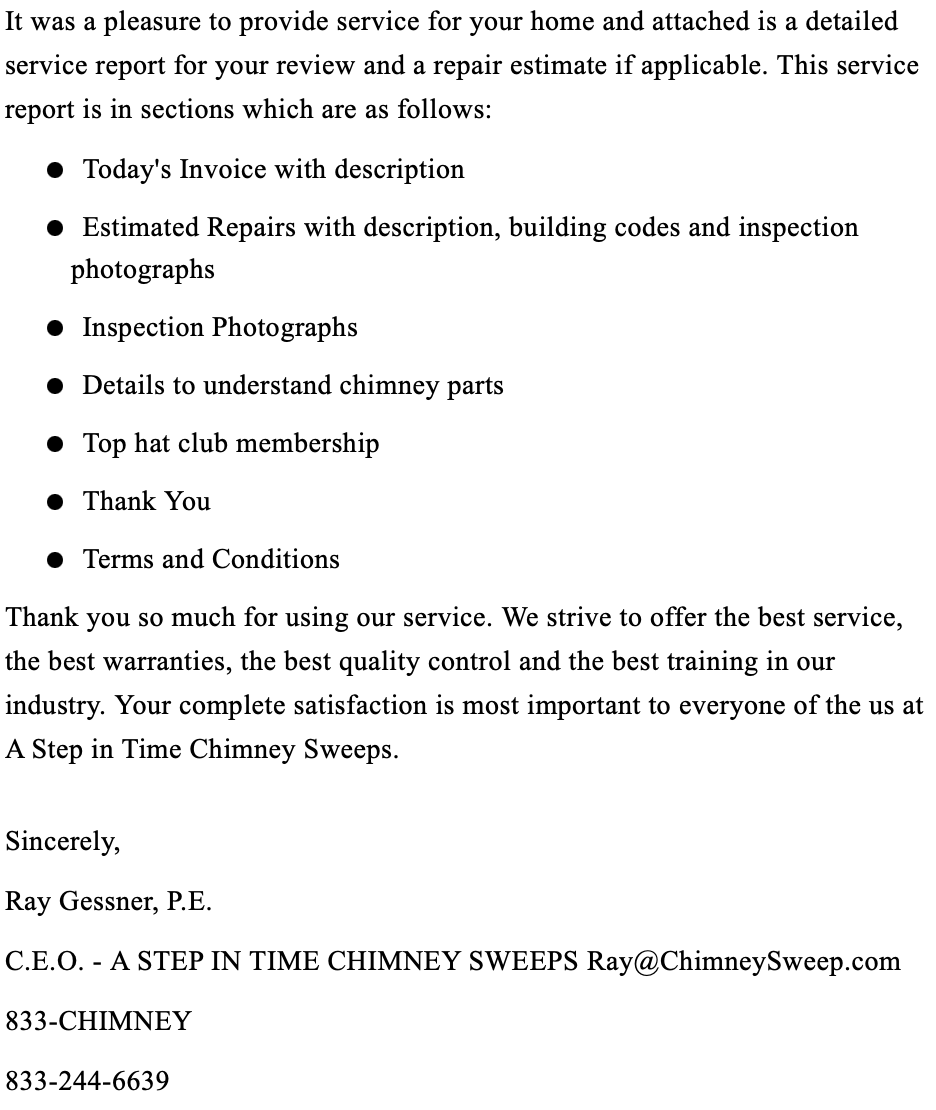 It was a pleasure to provide service for your home and attached is a detailed
service report for your review and a repair estimate if applicable. This service
report is in sections which are as follows:
● Today's Invoice with description
● Estimated Repairs with description, building codes and inspection
photographs
● Inspection Photographs
● Details to understand chimney parts
● Top hat club membership
● Thank You
● Terms and Conditions
Thank you so much for using our service. We strive to offer the best service,
the best warranties, the best quality control and the best training in our
industry. Your complete satisfaction is most important to everyone of the us at
A Step in Time Chimney Sweeps.
Sincerely,
Ray Gessner, P.E.
C.E.O. - A STEP IN TIME CHIMNEY SWEEPS Ray@ChimneySweep.com
833-CHIMNEY
833-244-6639